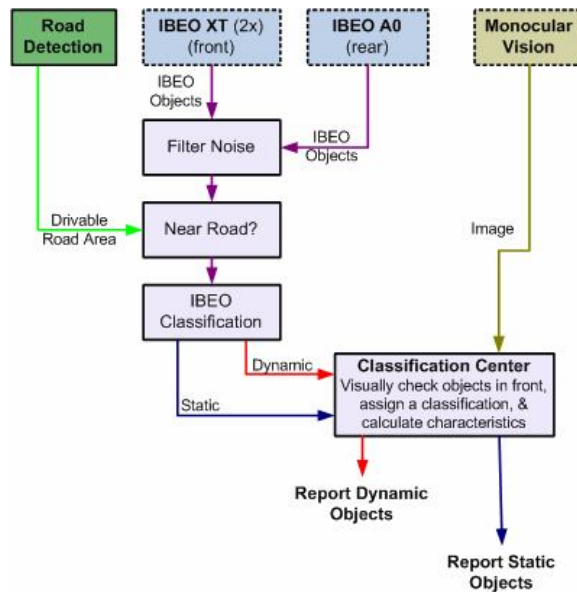 Road
Detection
IBEO XT (2x)
(front)
IBEO A0
(rear)
Monocular
Vision
IBEO
Objects
IBEO
Objects
Filter Noise
Drivable
Road Area
Near Road?
Image
IBEO
Classification
Dynamic
Static
Classification Center
Visually check objects in front,
assign a classification, &
calculate characteristics
Report Dynamic
Objects
Report Static
Objects